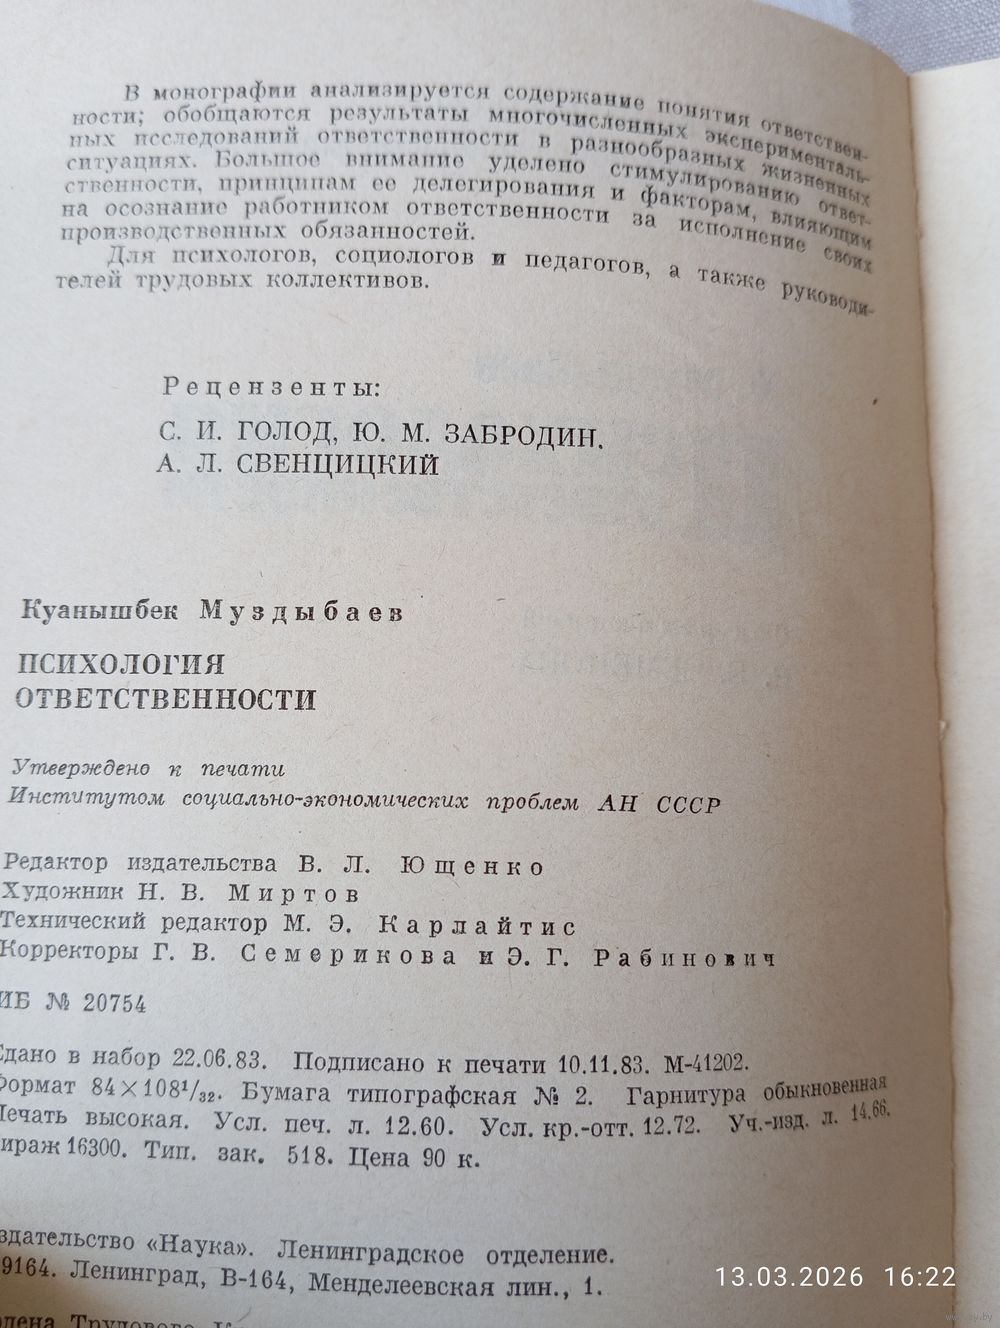 В монографии анализируется содержание понятия ответствен-
ности; обобщаются результаты многочисленных эксперименталь-
ных исследований ответственности в разнообразных жизненных
ситуациях. Большое внимание уделено стимулированию ответ-
ственности, принципам ее делегирования и факторам, влияющим
на осознание работником ответственности за исполнение своих
производственных обязанностей.
Для психологов, социологов и педагогов, а также руководи-
телей трудовых коллективов.
Рецензенты:
С. И. ГОЛОД, Ю. М. ЗАБРОДИН,
А. Л. СВЕНЦИЦКИЙ
Куанышбек Муздыбаев
ПСИХОЛОГИЯ
ОТВЕТСТВЕННОСТИ
Утверждено к печати
Институтом социально-экономических проблем АН СССР
Редактор издательства В. Л. Ющенко
Художник Н. В. Миртов
Технический редактор М. Э. Карлайтис
Корректоры Г. В. Семерикова и Э. Г. Рабинович
ИБ № 20754
Сдано в набор 22.06.83. Подписано к печати 10.11.83. М-41202.
Формат 84×108¹/₃₂. Бумага типографская № 2. Гарнитура обыкновенная
Печать высокая. Усл. печ. л. 12.60. Усл. кр.-отт. 12.72. Уч.-изд. л. 14.66.
ираж 16300. Тип. зак. 518. Цена 90 к.
здательство «Наука». Ленинградское отделение.
9164. Ленинград, В-164, Менделеевская лин., 1.
13.03.2026 16:22
дена Трудового